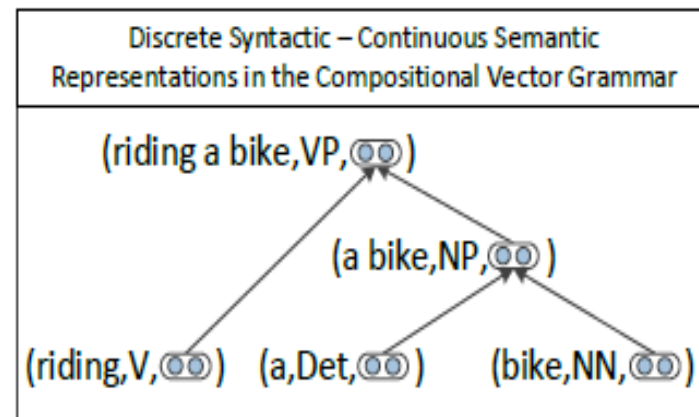 Discrete Syntactic – Continuous Semantic
Representations in the Compositional Vector Grammar
(riding a bike,VP, )
(a bike,NP, )
(riding,V, ) (a,Det, ) (bike,NN, )